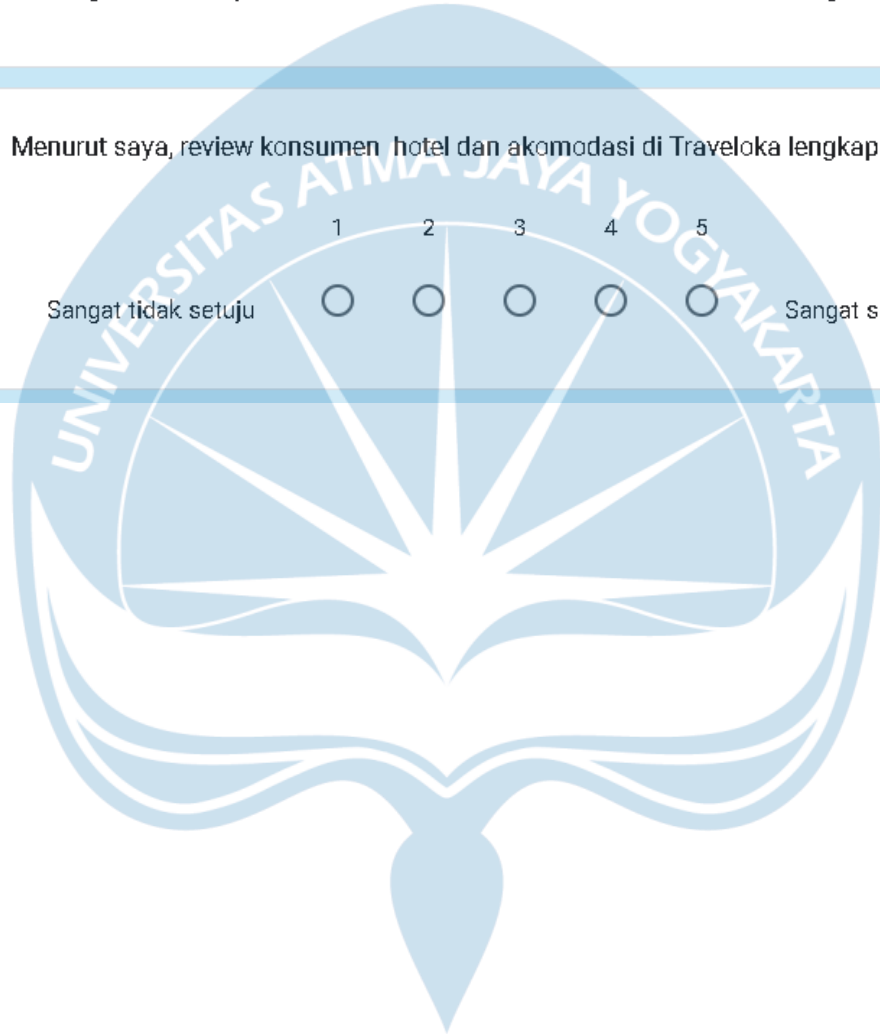 Menurut saya, review konsumen hotel dan akomodasi di Traveloka lengkap
1 2 3 4 5
Sangat tidak setuju Sangat s
UNIVERSITAS ATMA JAYA YOGYAKARTA